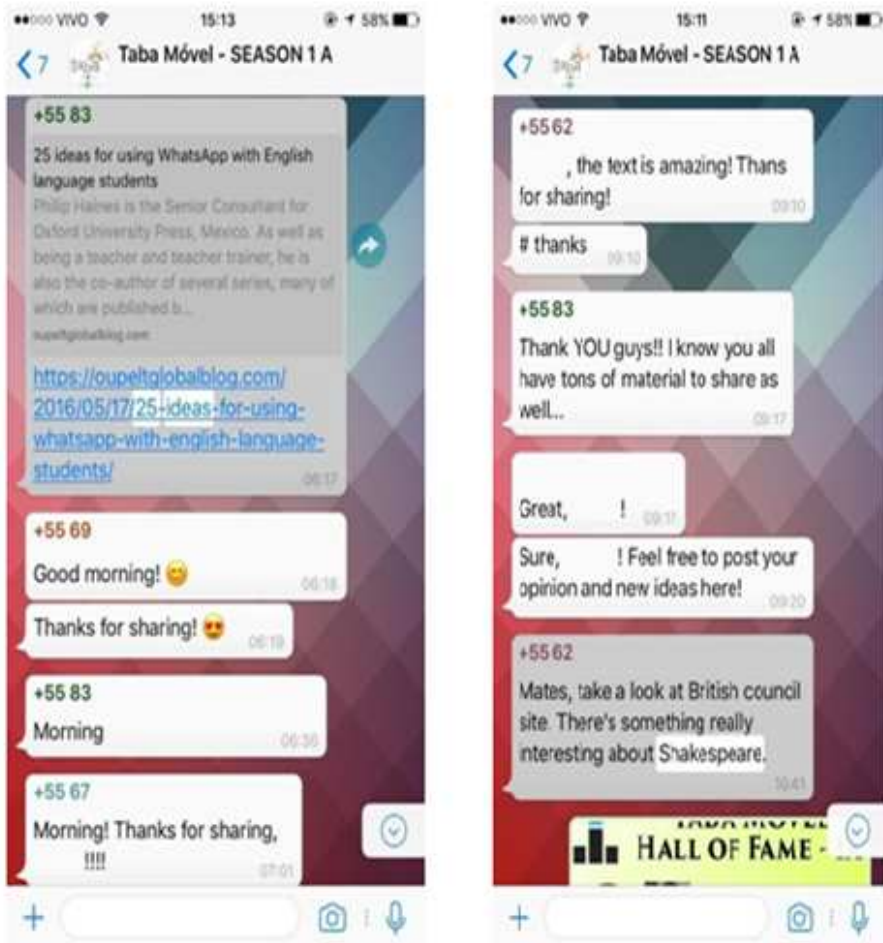 VIVO 15:13 58%
7 Taba Móvel - SEASON 1 A
+55 83
25 ideas for using WhatsApp with English
language students
Philip Haines is the Senior Consultant for
Oxford University Press, Mexico. As well as
being a teacher and teacher trainer, he is
also the co-author of several series, many of
which are published b...
oupeltglobalblog.com
https://oupeltglobalblog.com/
2016/05/17/25-ideas-for-using-
whatsapp-with-english-language-
students/
06:17
+55 69
Good morning! 😊
06:18
Thanks for sharing! 😍
06:19
+55 83
Morning
06:36
+55 67
Morning! Thanks for sharing,
!!!!
07:01
VIVO 15:11 58%
7 Taba Móvel - SEASON 1 A
+55 62
, the text is amazing! Thans
for sharing!
09:10
# thanks
09:10
+55 83
Thank YOU guys!! I know you all
have tons of material to share as
well...
09:17
Great, !
09:17
Sure, ! Feel free to post your
opinion and new ideas here!
09:20
+55 62
Mates, take a look at British council
site. There's something really
interesting about Shakespeare.
10:41
HALL OF FAME -